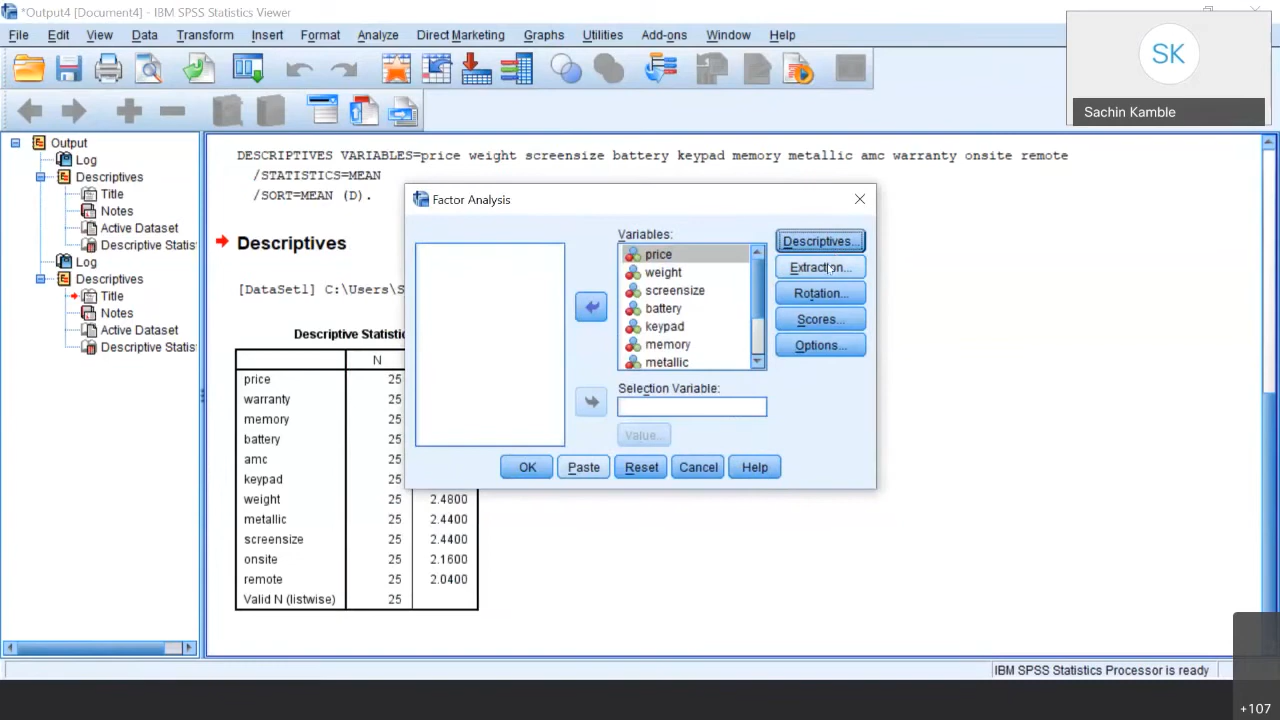 *Output4 [Document4] - IBM SPSS Statistics Viewer
File Edit View Data Transform Insert Format Analyze Direct Marketing Graphs Utilities Add-ons Window Help
SK
Sachin Kamble
Output
Log
Descriptives
Title
Notes
Active Dataset
Descriptive Statis
Log
Descriptives
Title
Notes
Active Dataset
Descriptive Statis
DESCRIPTIVES VARIABLES=price weight screensize battery keypad memory metallic amc warranty onsite remote
/STATISTICS=MEAN
/SORT=MEAN (D).
Descriptives
[DataSet1] C:\Users\S
Descriptive Statistic
N
price 25
warranty 25
memory 25
battery 25
amc 25
keypad 25
weight 25 2.4800
metallic 25 2.4400
screensize 25 2.4400
onsite 25 2.1600
remote 25 2.0400
Valid N (listwise) 25
Factor Analysis
Variables:
price
weight
screensize
battery
keypad
memory
metallic
Selection Variable:
Value...
Descriptives...
Extraction...
Rotation...
Scores...
Options...
OK Paste Reset Cancel Help
IBM SPSS Statistics Processor is ready
+107